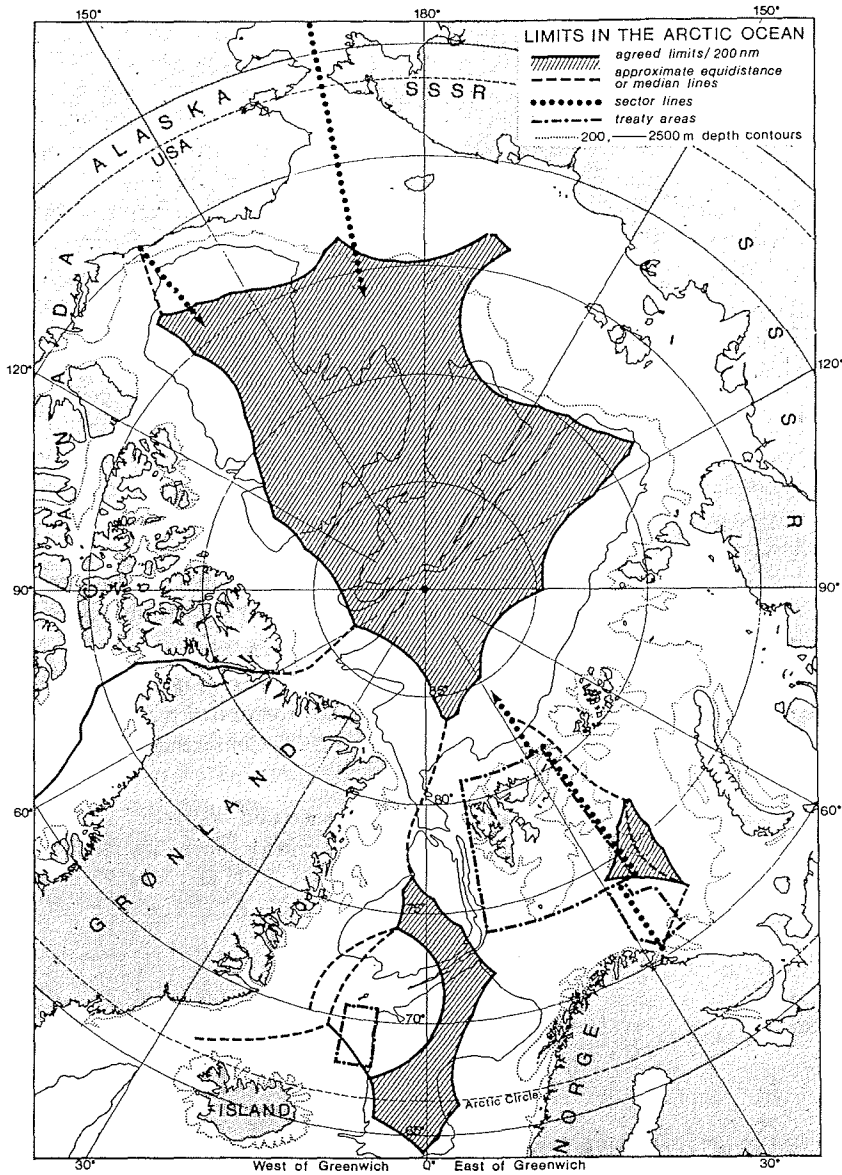 150°
180°
150°
LIMITS IN THE ARCTIC OCEAN
agreed limits/200 nm
approximate equidistance
or median lines
sector lines
treaty areas
200, 2500 m depth contours
ALASKA
USA
SSSR
SSSR
CANADA
120°
120°
90°
90°
85°
GRØNLAND
80°
60°
60°
75°
70°
NORGE
ISLAND
Arctic Circle
65°
30°
West of Greenwich
0°
East of Greenwich
30°